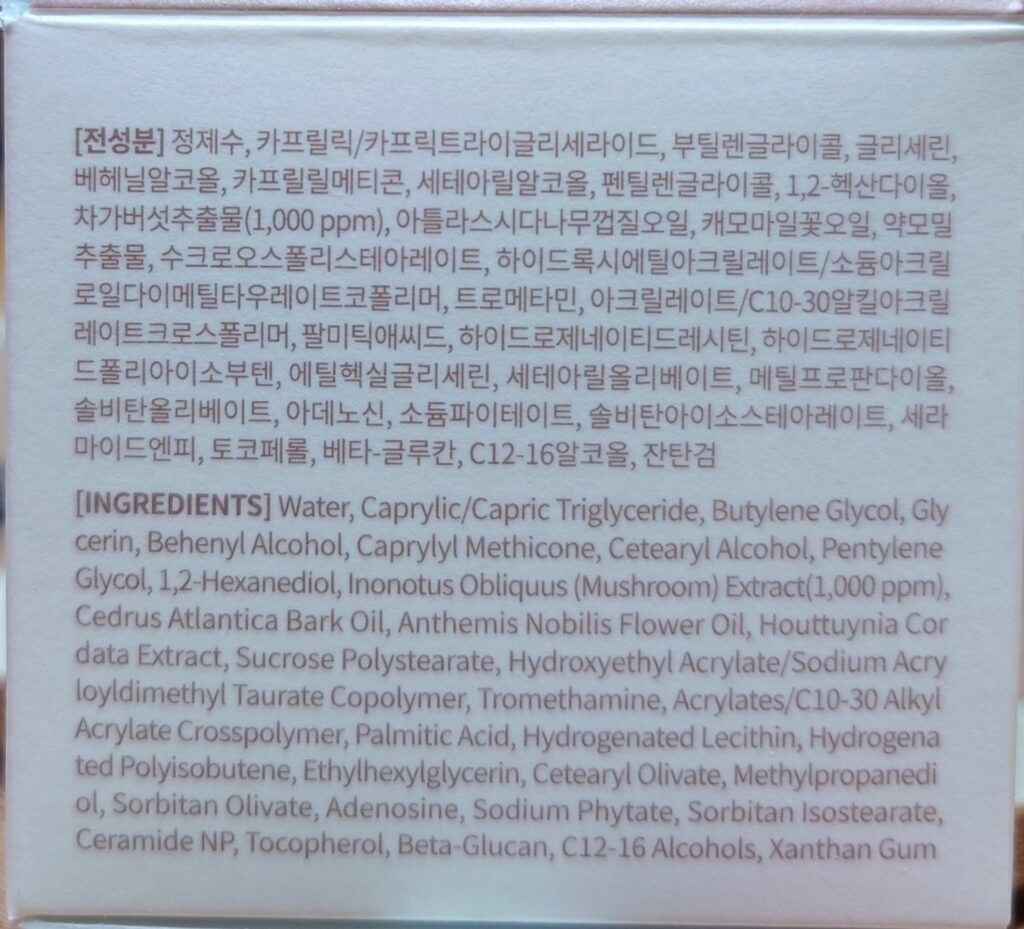 [전성분] 정제수, 카프릴릭/카프릭트라이글리세라이드, 부틸렌글라이콜, 글리세린,
베헤닐알코올, 카프릴릴메티콘, 세테아릴알코올, 펜틸렌글라이콜, 1,2-헥산다이올,
차가버섯추출물(1,000 ppm), 아틀라스시다나무껍질오일, 캐모마일꽃오일, 약모밀
추출물, 수크로오스폴리스테아레이트, 하이드록시에틸아크릴레이트/소듐아크릴
로일다이메틸타우레이트코폴리머, 트로메타민, 아크릴레이트/C10-30알킬아크릴
레이트크로스폴리머, 팔미틱애씨드, 하이드로제네이티드레시틴, 하이드로제네이티
드폴리아이소부텐, 에틸헥실글리세린, 세테아릴올리베이트, 메틸프로판다이올,
솔비탄올리베이트, 아데노신, 소듐파이테이트, 솔비탄아이소스테아레이트, 세라
마이드엔피, 토코페롤, 베타-글루칸, C12-16알코올, 잔탄검
[INGREDIENTS] Water, Caprylic/Capric Triglyceride, Butylene Glycol, Gly
cerin, Behenyl Alcohol, Caprylyl Methicone, Cetearyl Alcohol, Pentylene
Glycol, 1,2-Hexanediol, Inonotus Obliquus (Mushroom) Extract(1,000 ppm),
Cedrus Atlantica Bark Oil, Anthemis Nobilis Flower Oil, Houttuynia Cor
data Extract, Sucrose Polystearate, Hydroxyethyl Acrylate/Sodium Acry
loyldimethyl Taurate Copolymer, Tromethamine, Acrylates/C10-30 Alkyl
Acrylate Crosspolymer, Palmitic Acid, Hydrogenated Lecithin, Hydrogena
ted Polyisobutene, Ethylhexylglycerin, Cetearyl Olivate, Methylpropanedi
ol, Sorbitan Olivate, Adenosine, Sodium Phytate, Sorbitan Isostearate,
Ceramide NP, Tocopherol, Beta-Glucan, C12-16 Alcohols, Xanthan Gum